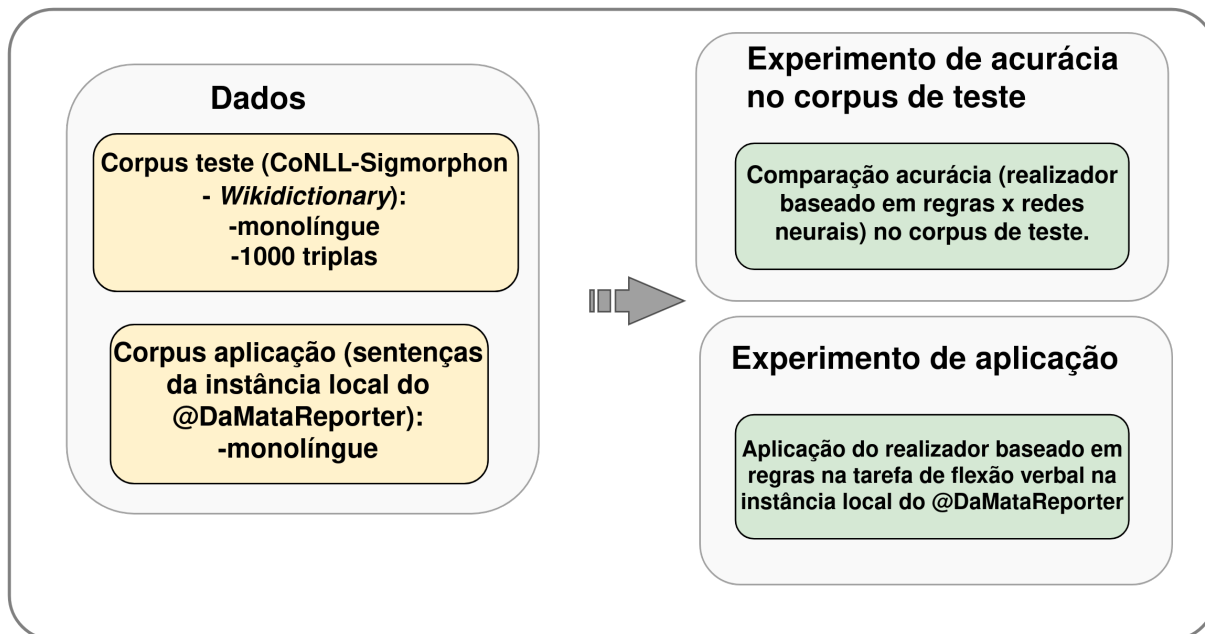 Dados
Corpus teste (CoNLL-Sigmorphon
- Wikidictionary):
-monolíngue
-1000 triplas
Corpus aplicação (sentenças
da instância local do
@DaMataReporter):
-monolíngue
Experimento de acurácia
no corpus de teste
Comparação acurácia (realizador
baseado em regras x redes
neurais) no corpus de teste.
Experimento de aplicação
Aplicação do realizador baseado em
regras na tarefa de flexão verbal na
instância local do @DaMataReporter